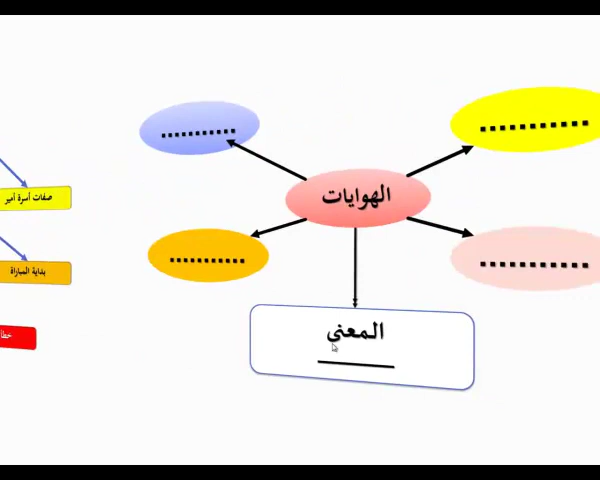 ...........
...........
الهوايات
...........
...........
المعنى
صفات أسرة أمير
بداية المباراة